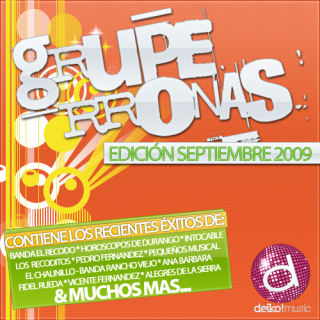 GRUPE
RRONAS
EDICIÓN SEPTIEMBRE 2009
CONTIENE LOS RECIENTES ÉXITOS DE:
BANDA EL RECODO * HOROSCOPOS DE DURANGO * INTOCABLE
LOS RECODITOS * PEDRO FERNANDEZ * PEQUEÑOS MUSICAL
EL CHAUNILLO - BANDA RANCHO VIEJO * ANA BARBARA
FIDEL RUEDA * VICENTE FERNANDEZ * ALEGRES DE LA SIERRA
& MUCHOS MAS...
d
deiko!music